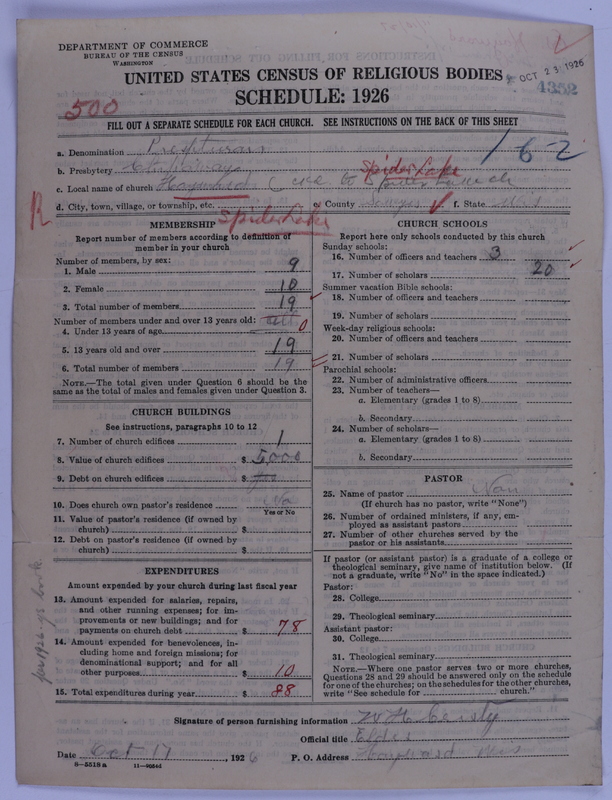 DEPARTMENT OF COMMERCE
BUREAU OF THE CENSUS
WASHINGTON
UNITED STATES CENSUS OF RELIGIOUS BODIES
OCT 23 1926
4352
SCHEDULE: 1926
500
FILL OUT A SEPARATE SCHEDULE FOR EACH CHURCH. SEE INSTRUCTIONS ON THE BACK OF THIS SHEET
a. Denomination
162
b. Presbytery Chippewa
Spider Lake
c. Local name of church Hayward
R
d. City, town, village, or township, etc. Spider Lake e. County Sawyer f. State Wis
MEMBERSHIP
Report number of members according to definition of
member in your church
Number of members, by sex:
1. Male 9
2. Female 10
3. Total number of members 19
Number of members under and over 13 years old:
4. Under 13 years of age 0
5. 13 years old and over 19
6. Total number of members 19
NOTE.—The total given under Question 6 should be the
same as the total of males and females given under Question 3.
CHURCH BUILDINGS
See instructions, paragraphs 10 to 12
7. Number of church edifices 1
8. Value of church edifices $ 5,000
9. Debt on church edifices $
10. Does church own pastor's residence No
Yes or No
11. Value of pastor's residence (if owned by
church) $
12. Debt on pastor's residence (if owned by
church) $
EXPENDITURES
Amount expended by your church during last fiscal year
13. Amount expended for salaries, repairs,
and other running expenses; for im-
provements or new buildings; and for
payments on church debt $ 78
14. Amount expended for benevolences, in-
cluding home and foreign missions; for
denominational support; and for all
other purposes $ 10
15. Total expenditures during year $ 88
CHURCH SCHOOLS
Report here only schools conducted by this church
Sunday schools:
16. Number of officers and teachers 3
17. Number of scholars 20
Summer vacation Bible schools:
18. Number of officers and teachers
19. Number of scholars
Week-day religious schools:
20. Number of officers and teachers
21. Number of scholars
Parochial schools:
22. Number of administrative officers
23. Number of teachers—
a. Elementary (grades 1 to 8)
b. Secondary
24. Number of scholars—
a. Elementary (grades 1 to 8)
b. Secondary
PASTOR
25. Name of pastor
(If church has no pastor, write "None")
26. Number of ordained ministers, if any, em-
ployed as assistant pastors
27. Number of other churches served by the
pastor or his assistants
If pastor (or assistant pastor) is a graduate of a college or
theological seminary, give name of institution below. (If
not a graduate, write "No" in the space indicated.)
Pastor:
28. College
29. Theological seminary
Assistant pastor:
30. College
31. Theological seminary
NOTE.—Where one pastor serves two or more churches,
Questions 28 and 29 should be answered only on the schedule
for one of the churches; on the schedules for the other churches,
write "See schedule for church."
Signature of person furnishing information W H Cristy
Official title Elder
Date Oct 17, 1926 P. O. Address Hayward Wis
8—5518 a